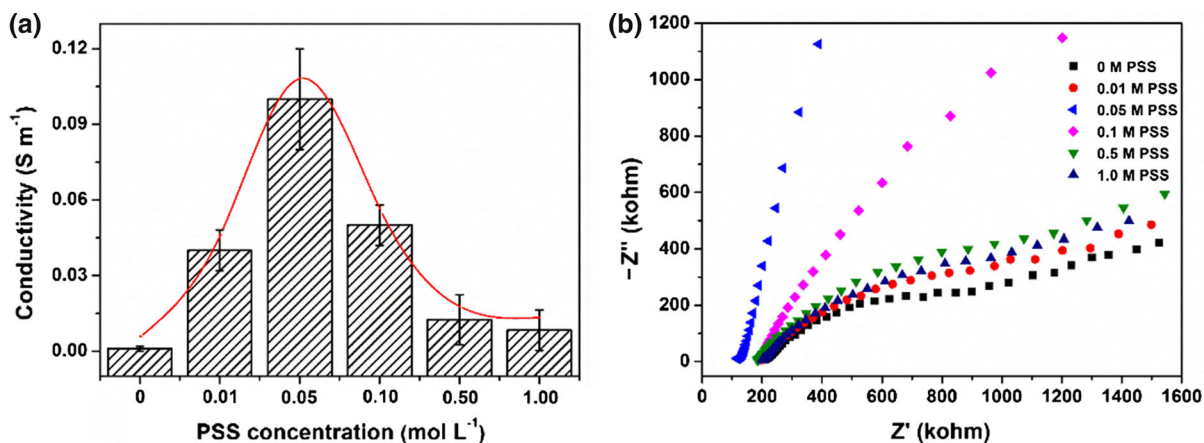 (a)
Conductivity (S m⁻¹)
0.12
0.09
0.06
0.03
0.00
0
0.01
0.05
0.10
0.50
1.00
PSS concentration (mol L⁻¹)
(b)
−Z'' (kohm)
1200
1000
800
600
400
200
0
0 M PSS
0.01 M PSS
0.05 M PSS
0.1 M PSS
0.5 M PSS
1.0 M PSS
0 200 400 600 800 1000 1200 1400 1600
Z' (kohm)